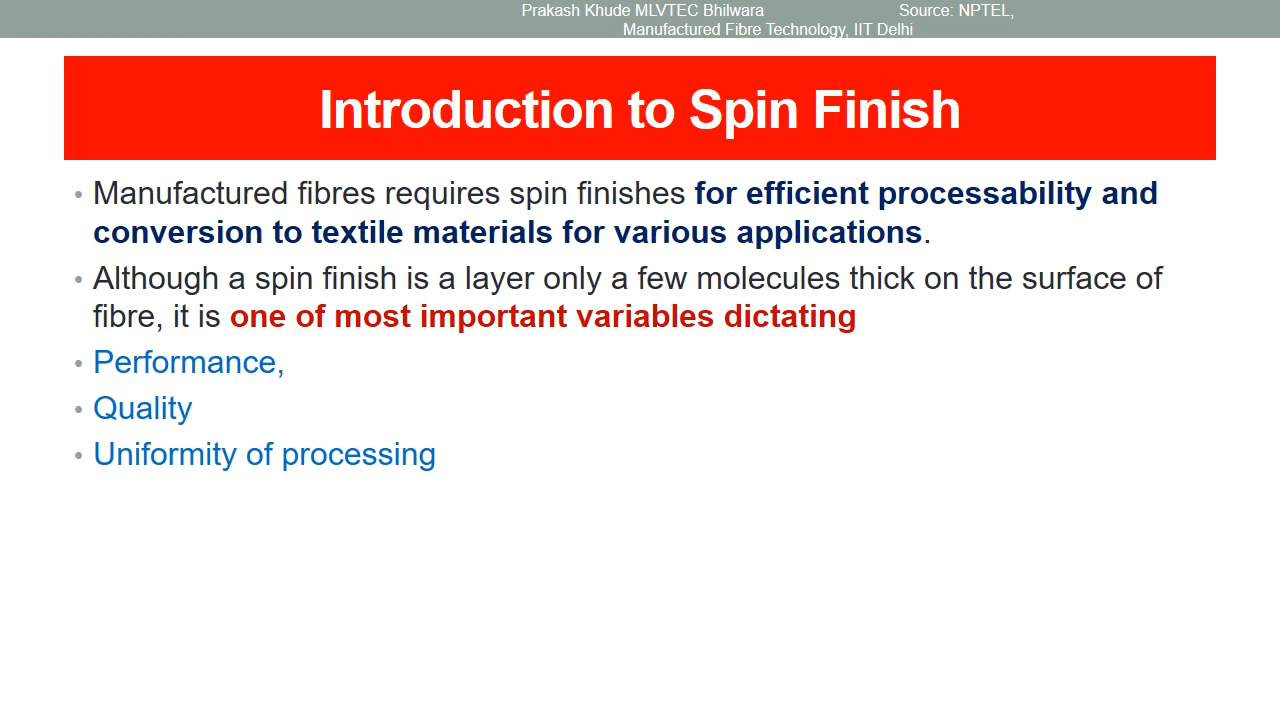 Prakash Khude MLVTEC Bhilwara Source: NPTEL,
Manufactured Fibre Technology, IIT Delhi
Introduction to Spin Finish
• Manufactured fibres requires spin finishes for efficient processability and
conversion to textile materials for various applications.
• Although a spin finish is a layer only a few molecules thick on the surface of
fibre, it is one of most important variables dictating
• Performance,
• Quality
• Uniformity of processing